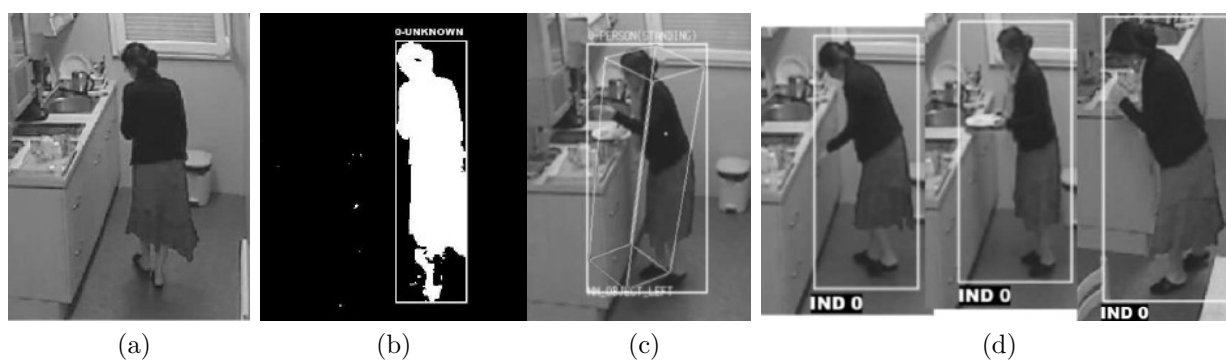 0-UNKNOWN
0-PERSON(STANDING)
IND 0
IND 0
IND 0
(a)
(b)
(c)
(d)